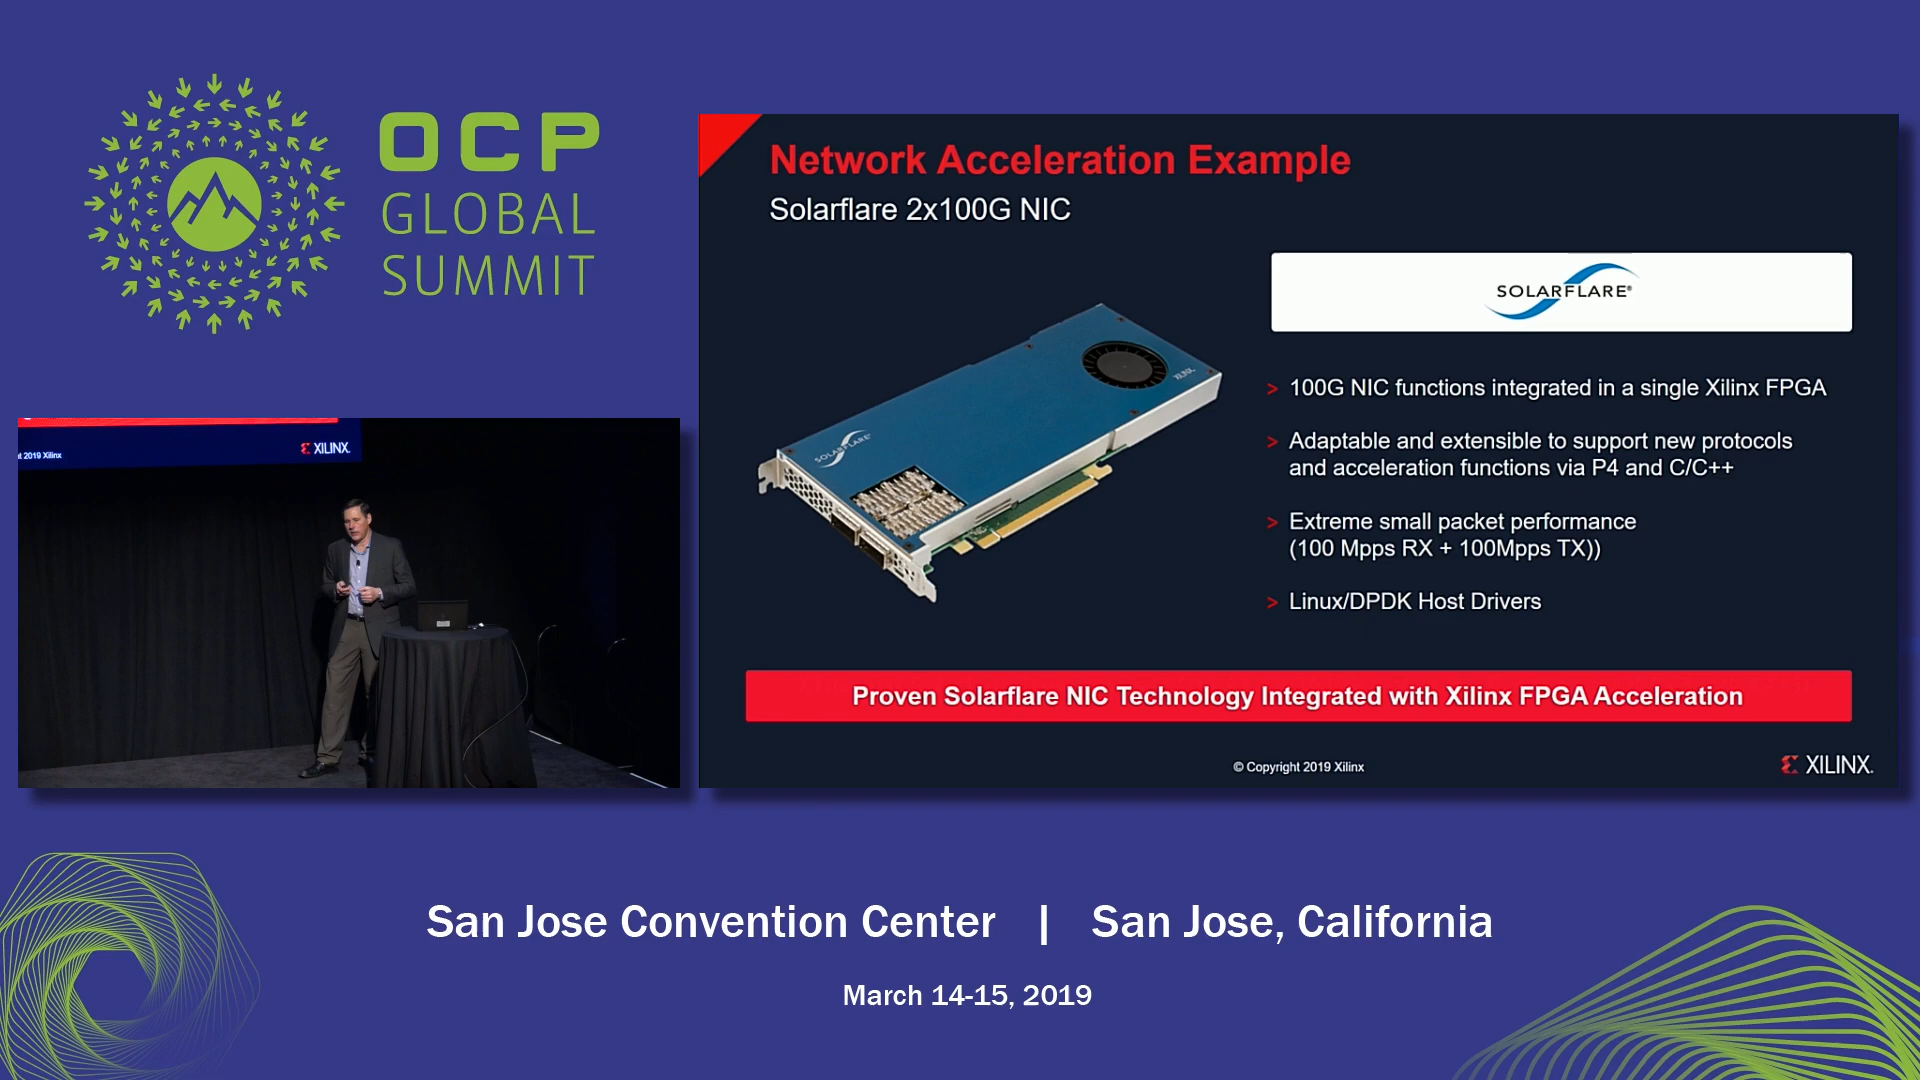 OCP
GLOBAL
SUMMIT
2019 Xilinx
XILINX
Network Acceleration Example
Solarflare 2x100G NIC
SOLARFLARE
XILINX
SOLARFLARE®
> 100G NIC functions integrated in a single Xilinx FPGA
> Adaptable and extensible to support new protocols
and acceleration functions via P4 and C/C++
> Extreme small packet performance
(100 Mpps RX + 100Mpps TX))
> Linux/DPDK Host Drivers
Proven Solarflare NIC Technology Integrated with Xilinx FPGA Acceleration
© Copyright 2019 Xilinx
XILINX.
San Jose Convention Center | San Jose, California
March 14-15, 2019